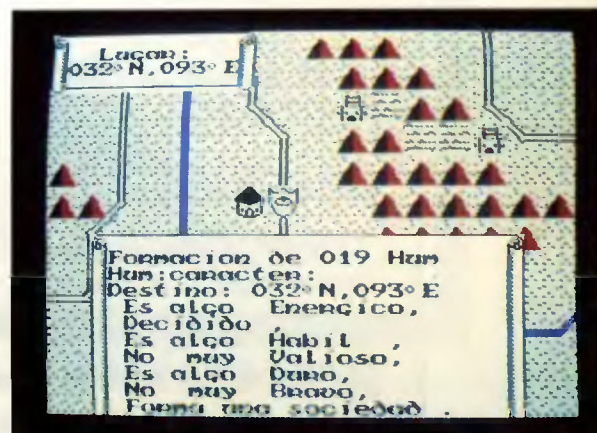 Lugar:
032° N, 093° E
Formacion de 019 Hum
Hum:caracter:
Destino: 032° N, 093° E
Es algo Energico,
Decidido ,
Es algo Habil ,
No muy Valioso,
Es algo Duro,
No muy Bravo,
Forma una sociedad .